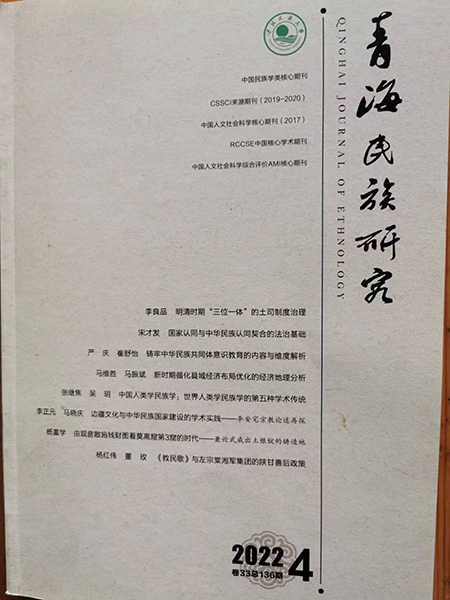 青海民族研究
QINGHAI JOURNAL OF ETHNOLOGY
中国民族学类核心期刊
CSSCI来源期刊(2019-2020)
中国人文社会科学核心期刊(2017)
RCCSE中国核心学术期刊
中国人文社会科学综合评价AMI核心期刊
李良品 明清时期“三位一体”的土司制度治理
宋才发 国家认同与中华民族认同契合的法治基础
严 庆 崔舒怡 铸牢中华民族共同体意识教育的内容与维度解析
马维胜 马振斌 新时期循化县域经济布局优化的经济地理分析
张继焦 吴 玥 中国人类学民族学:世界人类学民族学的第五种学术传统
李正元 马晓庆 边疆文化与中华民族国家建设的学术实践——李安宅宗教论述再探
杨富学 由观音散施钱财图看莫高窟第3窟的时代——兼论武威出土银锭的铸造地
杨红伟 董 玫 《教民歌》与左宗棠湘军集团的陕甘善后政策
2022 4
卷33总136期